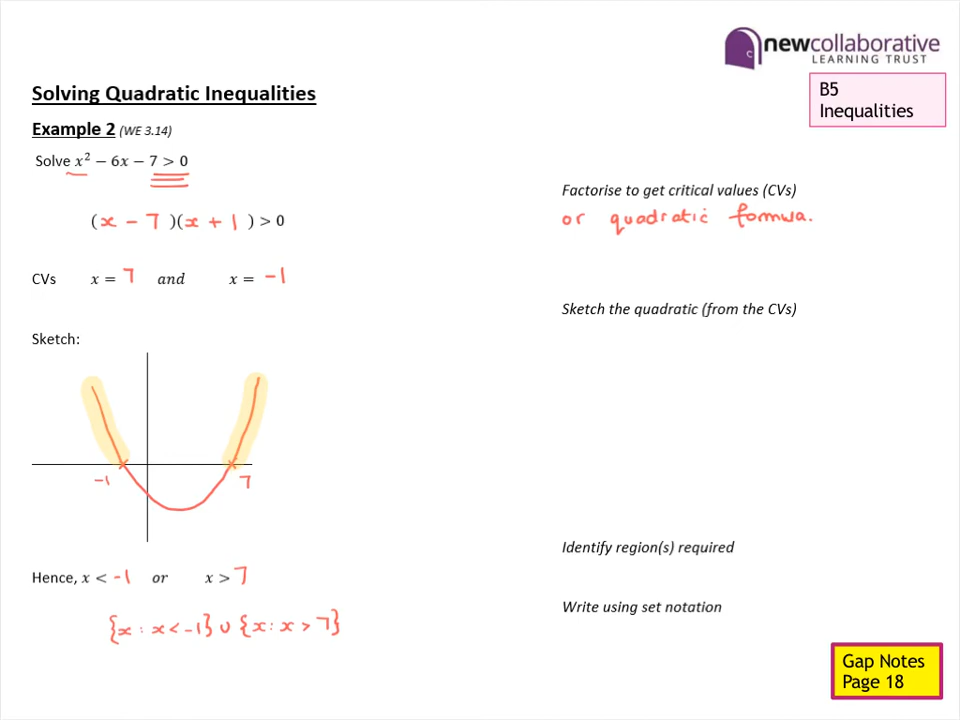 newcollaborative
LEARNING TRUST
Solving Quadratic Inequalities
B5
Inequalities
Example 2 (WE 3.14)
Solve x² − 6x − 7 > 0
Factorise to get critical values (CVs)
or quadratic formula.
(x − 7)(x + 1) > 0
CVs x = 7 and x = −1
Sketch the quadratic (from the CVs)
Sketch:
−1 7
Identify region(s) required
Hence, x < −1 or x > 7
Write using set notation
{x : x < −1} ∪ {x : x > 7}
Gap Notes
Page 18